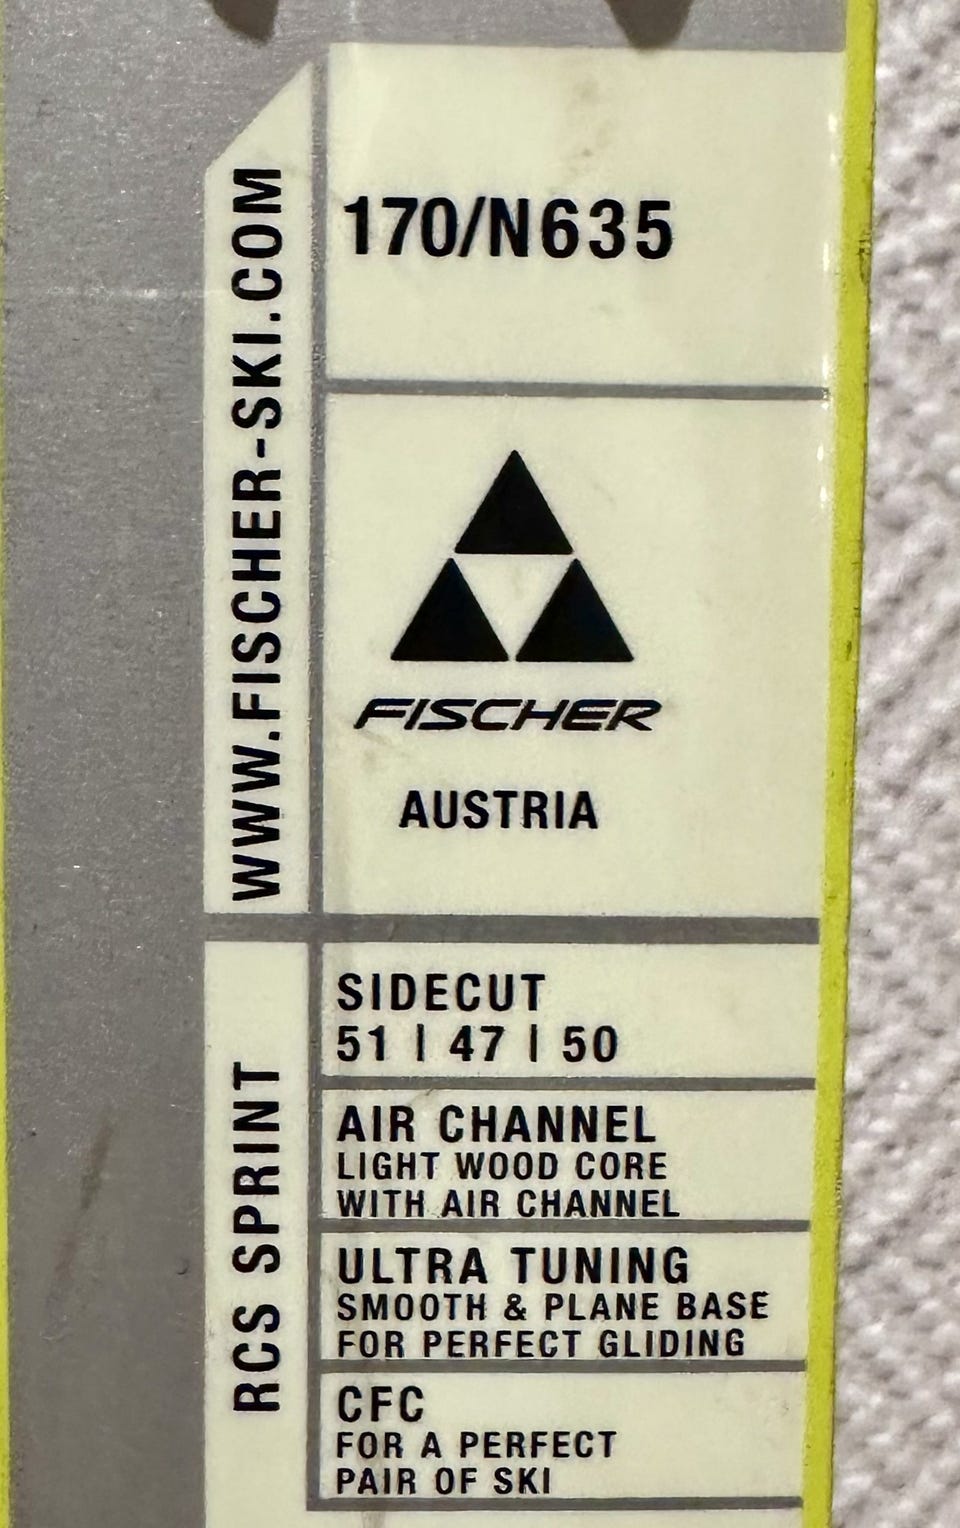 170/N635
WWW.FISCHER-SKI.COM
FISCHER
AUSTRIA
RCS SPRINT
SIDECUT
51 | 47 | 50
AIR CHANNEL
LIGHT WOOD CORE
WITH AIR CHANNEL
ULTRA TUNING
SMOOTH & PLANE BASE
FOR PERFECT GLIDING
CFC
FOR A PERFECT
PAIR OF SKI